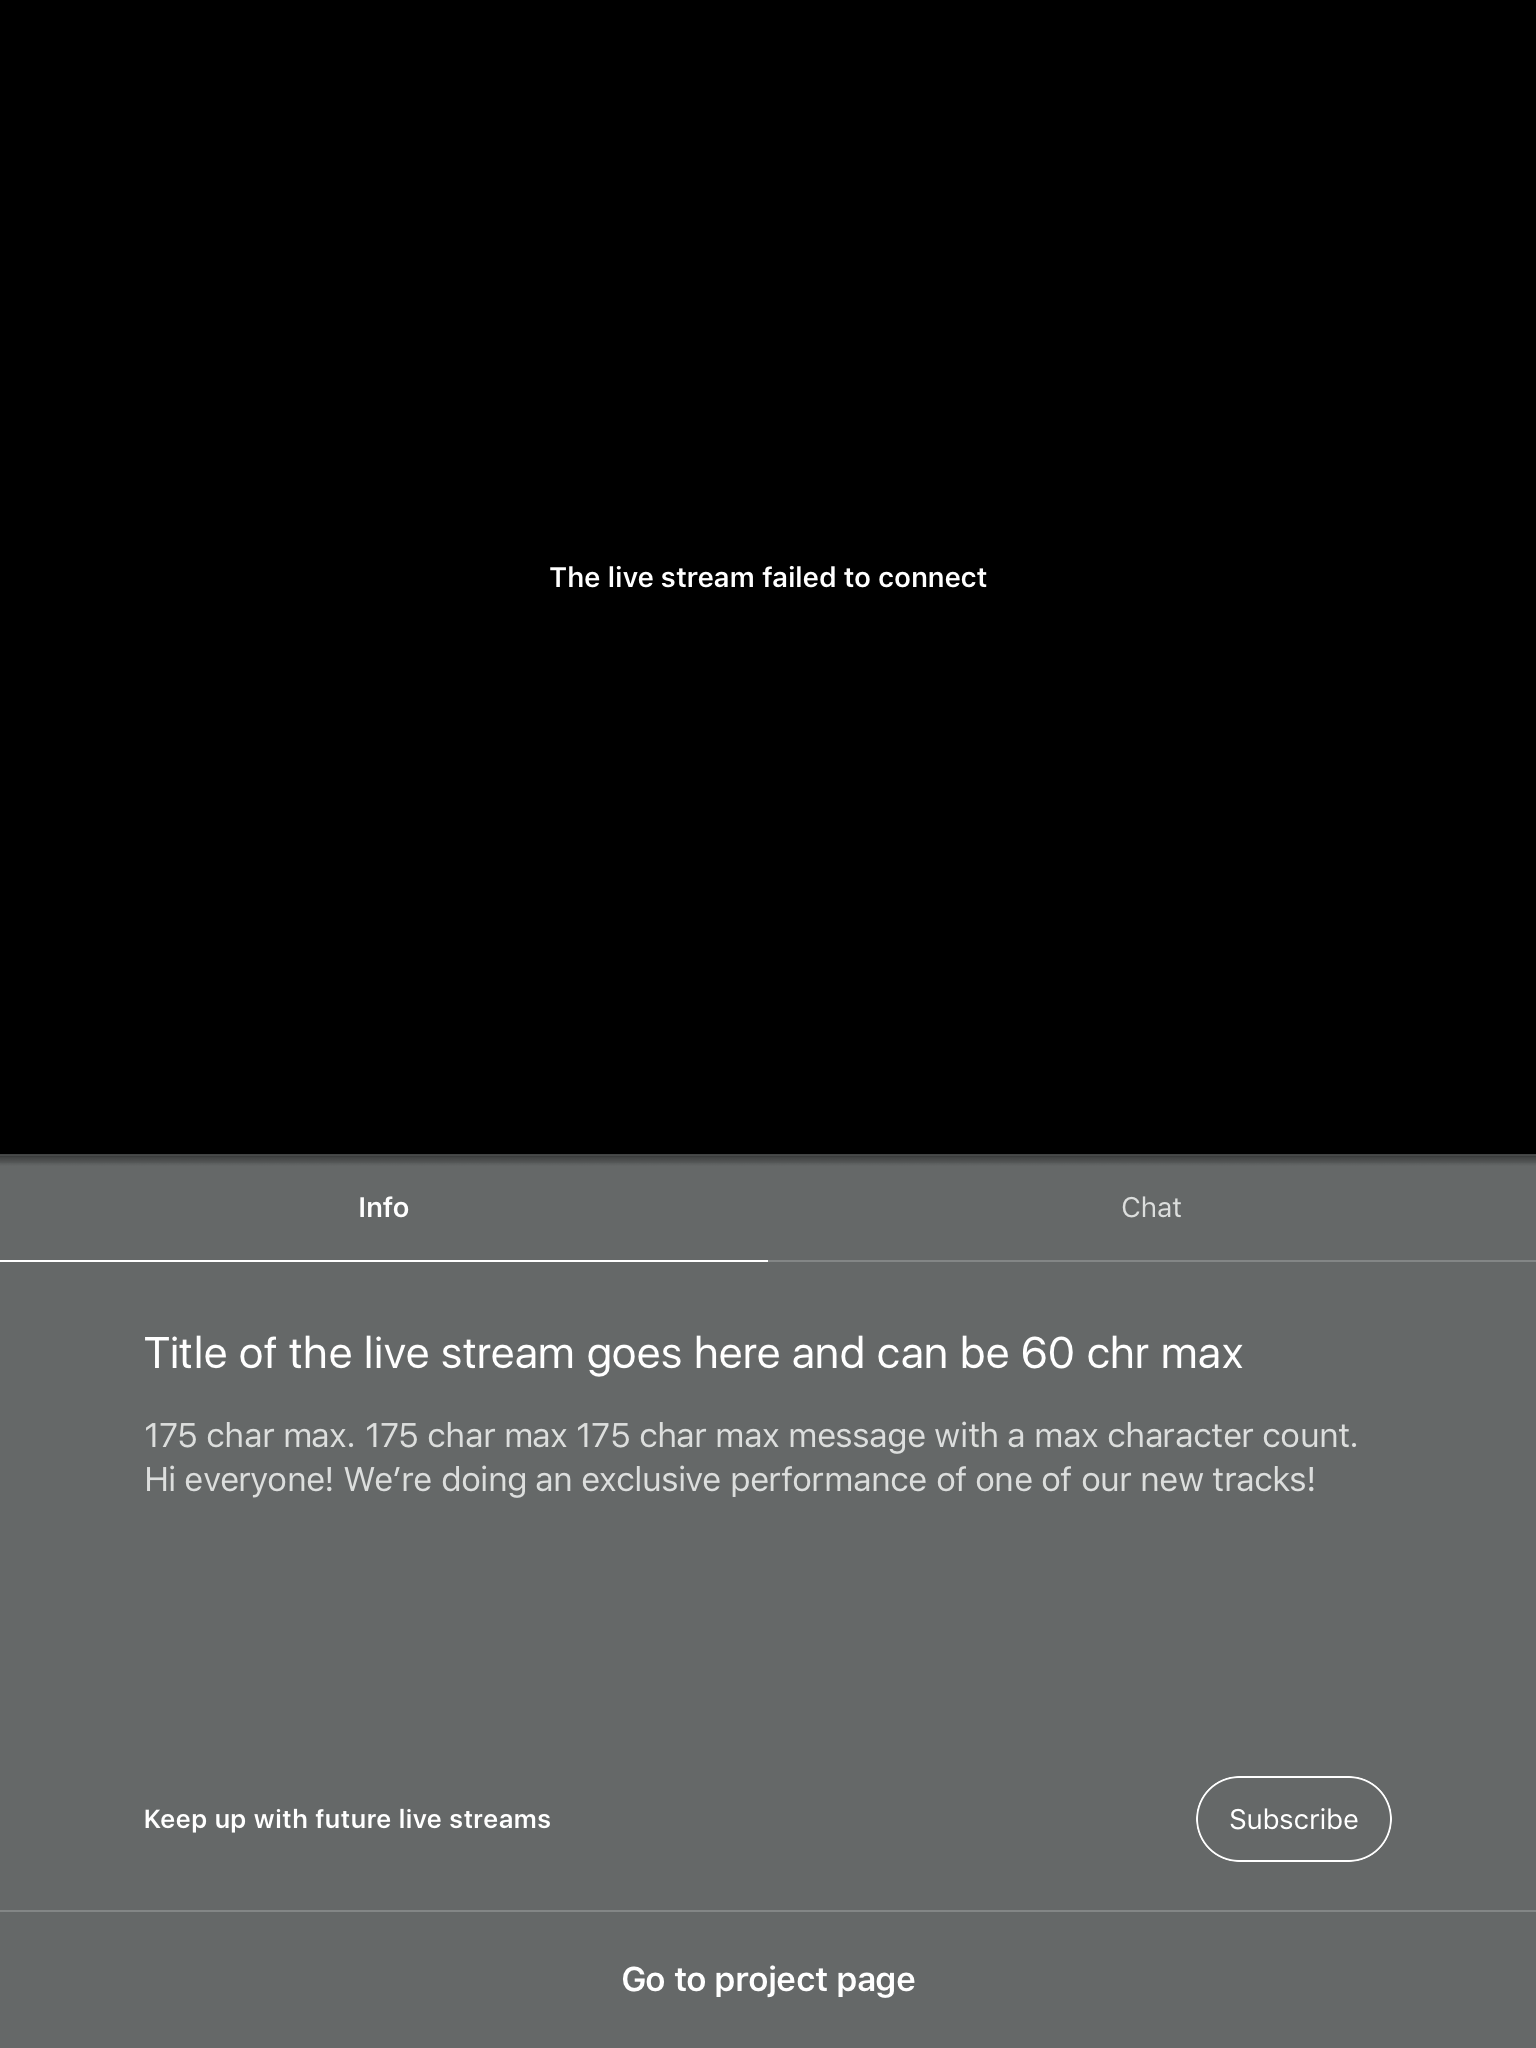 The live stream failed to connect
Info
Chat
Title of the live stream goes here and can be 60 chr max
175 char max. 175 char max 175 char max message with a max character count.
Hi everyone! We’re doing an exclusive performance of one of our new tracks!
Keep up with future live streams
Subscribe
Go to project page